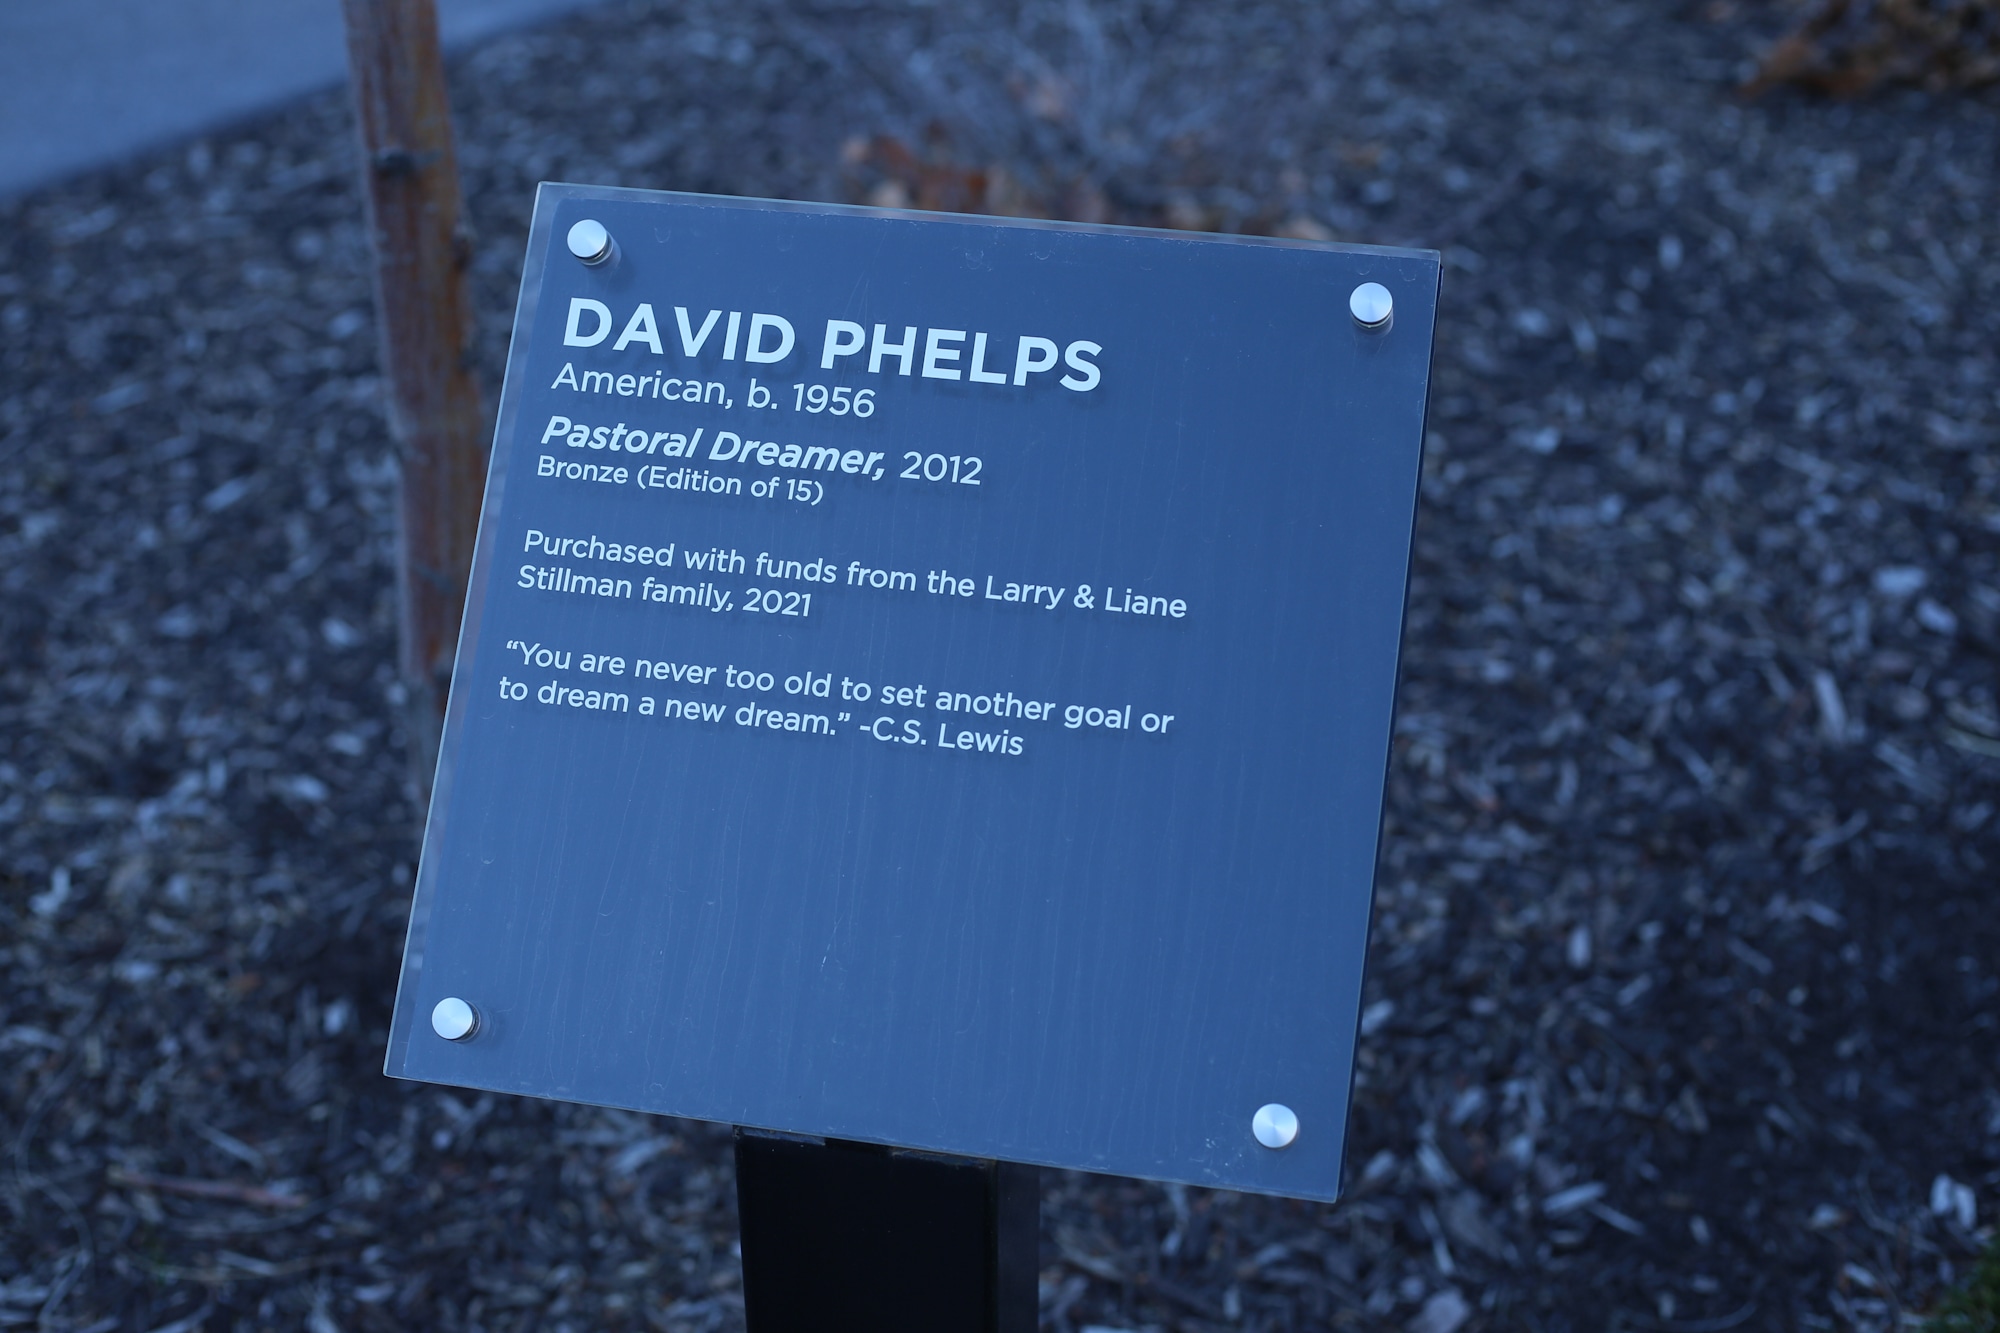 DAVID PHELPS
American, b. 1956
Pastoral Dreamer, 2012
Bronze (Edition of 15)
Purchased with funds from the Larry & Liane
Stillman family, 2021
“You are never too old to set another goal or
to dream a new dream.” -C.S. Lewis